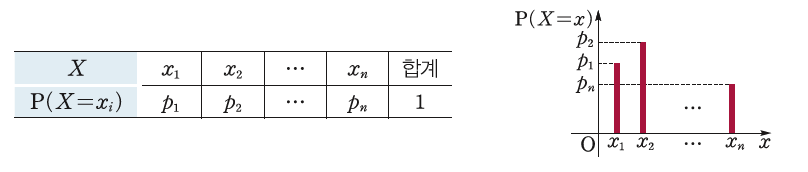 X x₁ x₂ ⋯ xₙ 합계
P(X=xᵢ) p₁ p₂ ⋯ pₙ 1
P(X=x)
p₂
p₁
pₙ
⋯
O x₁ x₂ ⋯ xₙ x